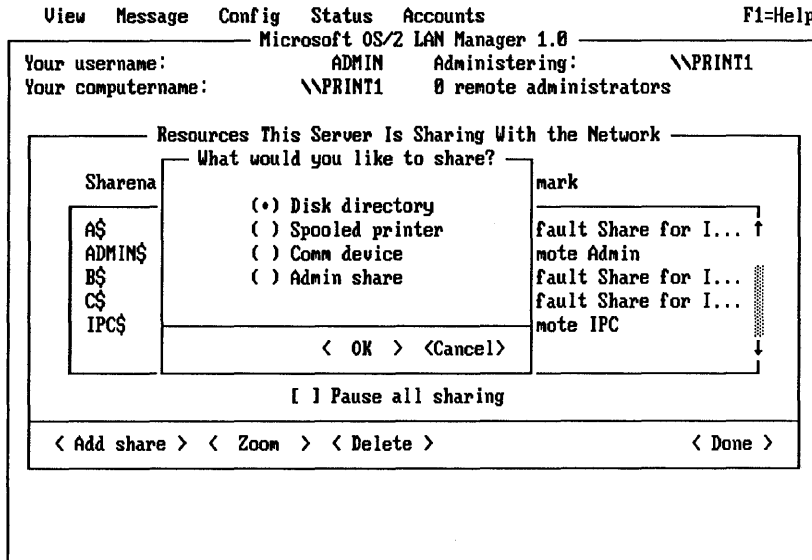 View Message Config Status Accounts F1=Help
Microsoft OS/2 LAN Manager 1.0
Your username: ADMIN Administering: \\PRINT1
Your computername: \\PRINT1 0 remote administrators
Resources This Server Is Sharing With the Network
What would you like to share?
Sharena mark
(•) Disk directory
A$ ( ) Spooled printer fault Share for I... ↑
ADMIN$ ( ) Comm device mote Admin
B$ ( ) Admin share fault Share for I...
C$ fault Share for I...
IPC$ mote IPC
< OK > <Cancel> ↓
[ ] Pause all sharing
< Add share > < Zoom > < Delete > < Done >